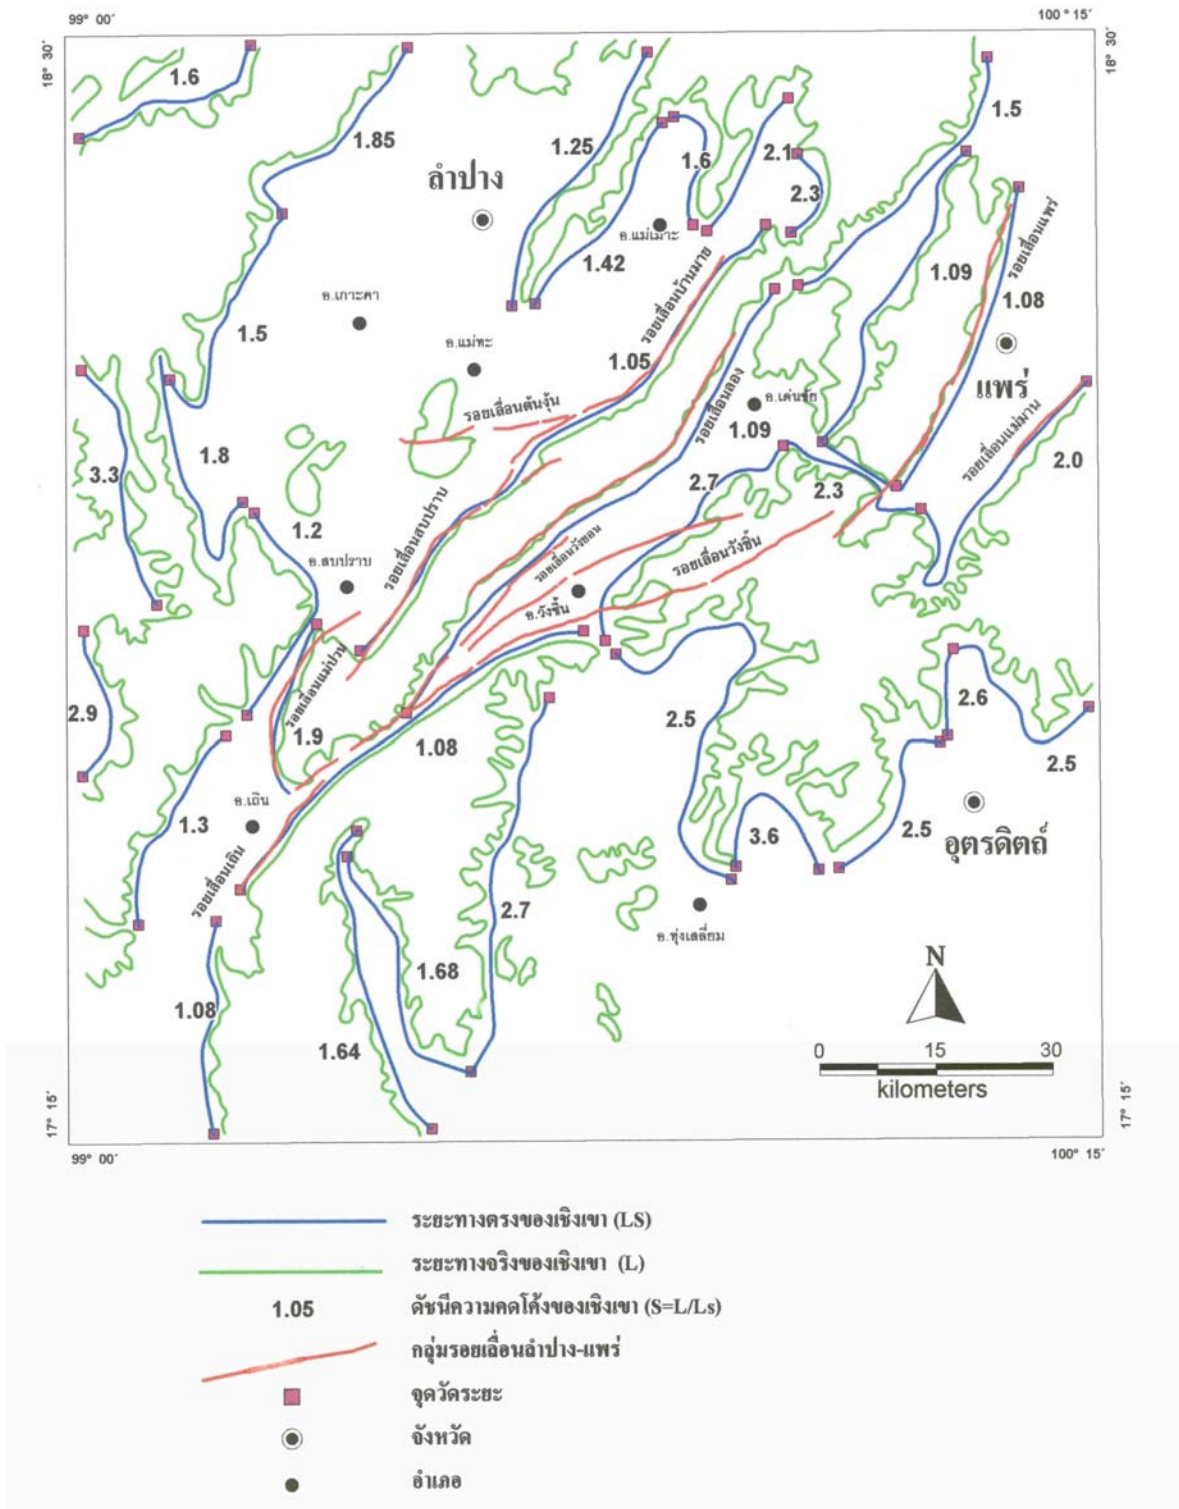 99° 00′
100° 15′
18° 30′
18° 30′
1.6
1.85
1.25
1.6
2.1
1.5
ลำปาง
2.3
อ.แม่เมาะ
รอยเลื่อนแพร่
1.42
1.09
1.08
อ.เกาะคา
รอยเลื่อนบ้านมาย
1.5
อ.แม่ทะ
1.05
แพร่
รอยเลื่อนต้นงุ้น
รอยเลื่อนลอง
อ.เด่นชัย
1.09
รอยเลื่อนแม่มาน
2.0
1.8
3.3
2.7
2.3
1.2
รอยเลื่อนสบปราบ
อ.สบปราบ
รอยเลื่อนวังชิ้น
อ.วังชิ้น
รอยเลื่อนแม่ปวน
2.9
1.9
1.08
2.5
2.6
2.5
อ.เถิน
1.3
3.6
2.5
อุตรดิตถ์
รอยเลื่อนเถิน
2.7
อ.ทุ่งเสลี่ยม
1.68
N
1.08
1.64
0 15 30
kilometers
17° 15′
17° 15′
99° 00′
100° 15′
ระยะทางตรงของเชิงเขา (LS)
ระยะทางจริงของเชิงเขา (L)
1.05 ดัชนีความคดโค้งของเชิงเขา (S=L/Ls)
กลุ่มรอยเลื่อนลำปาง-แพร่
จุดวัดระยะ
จังหวัด
อำเภอ